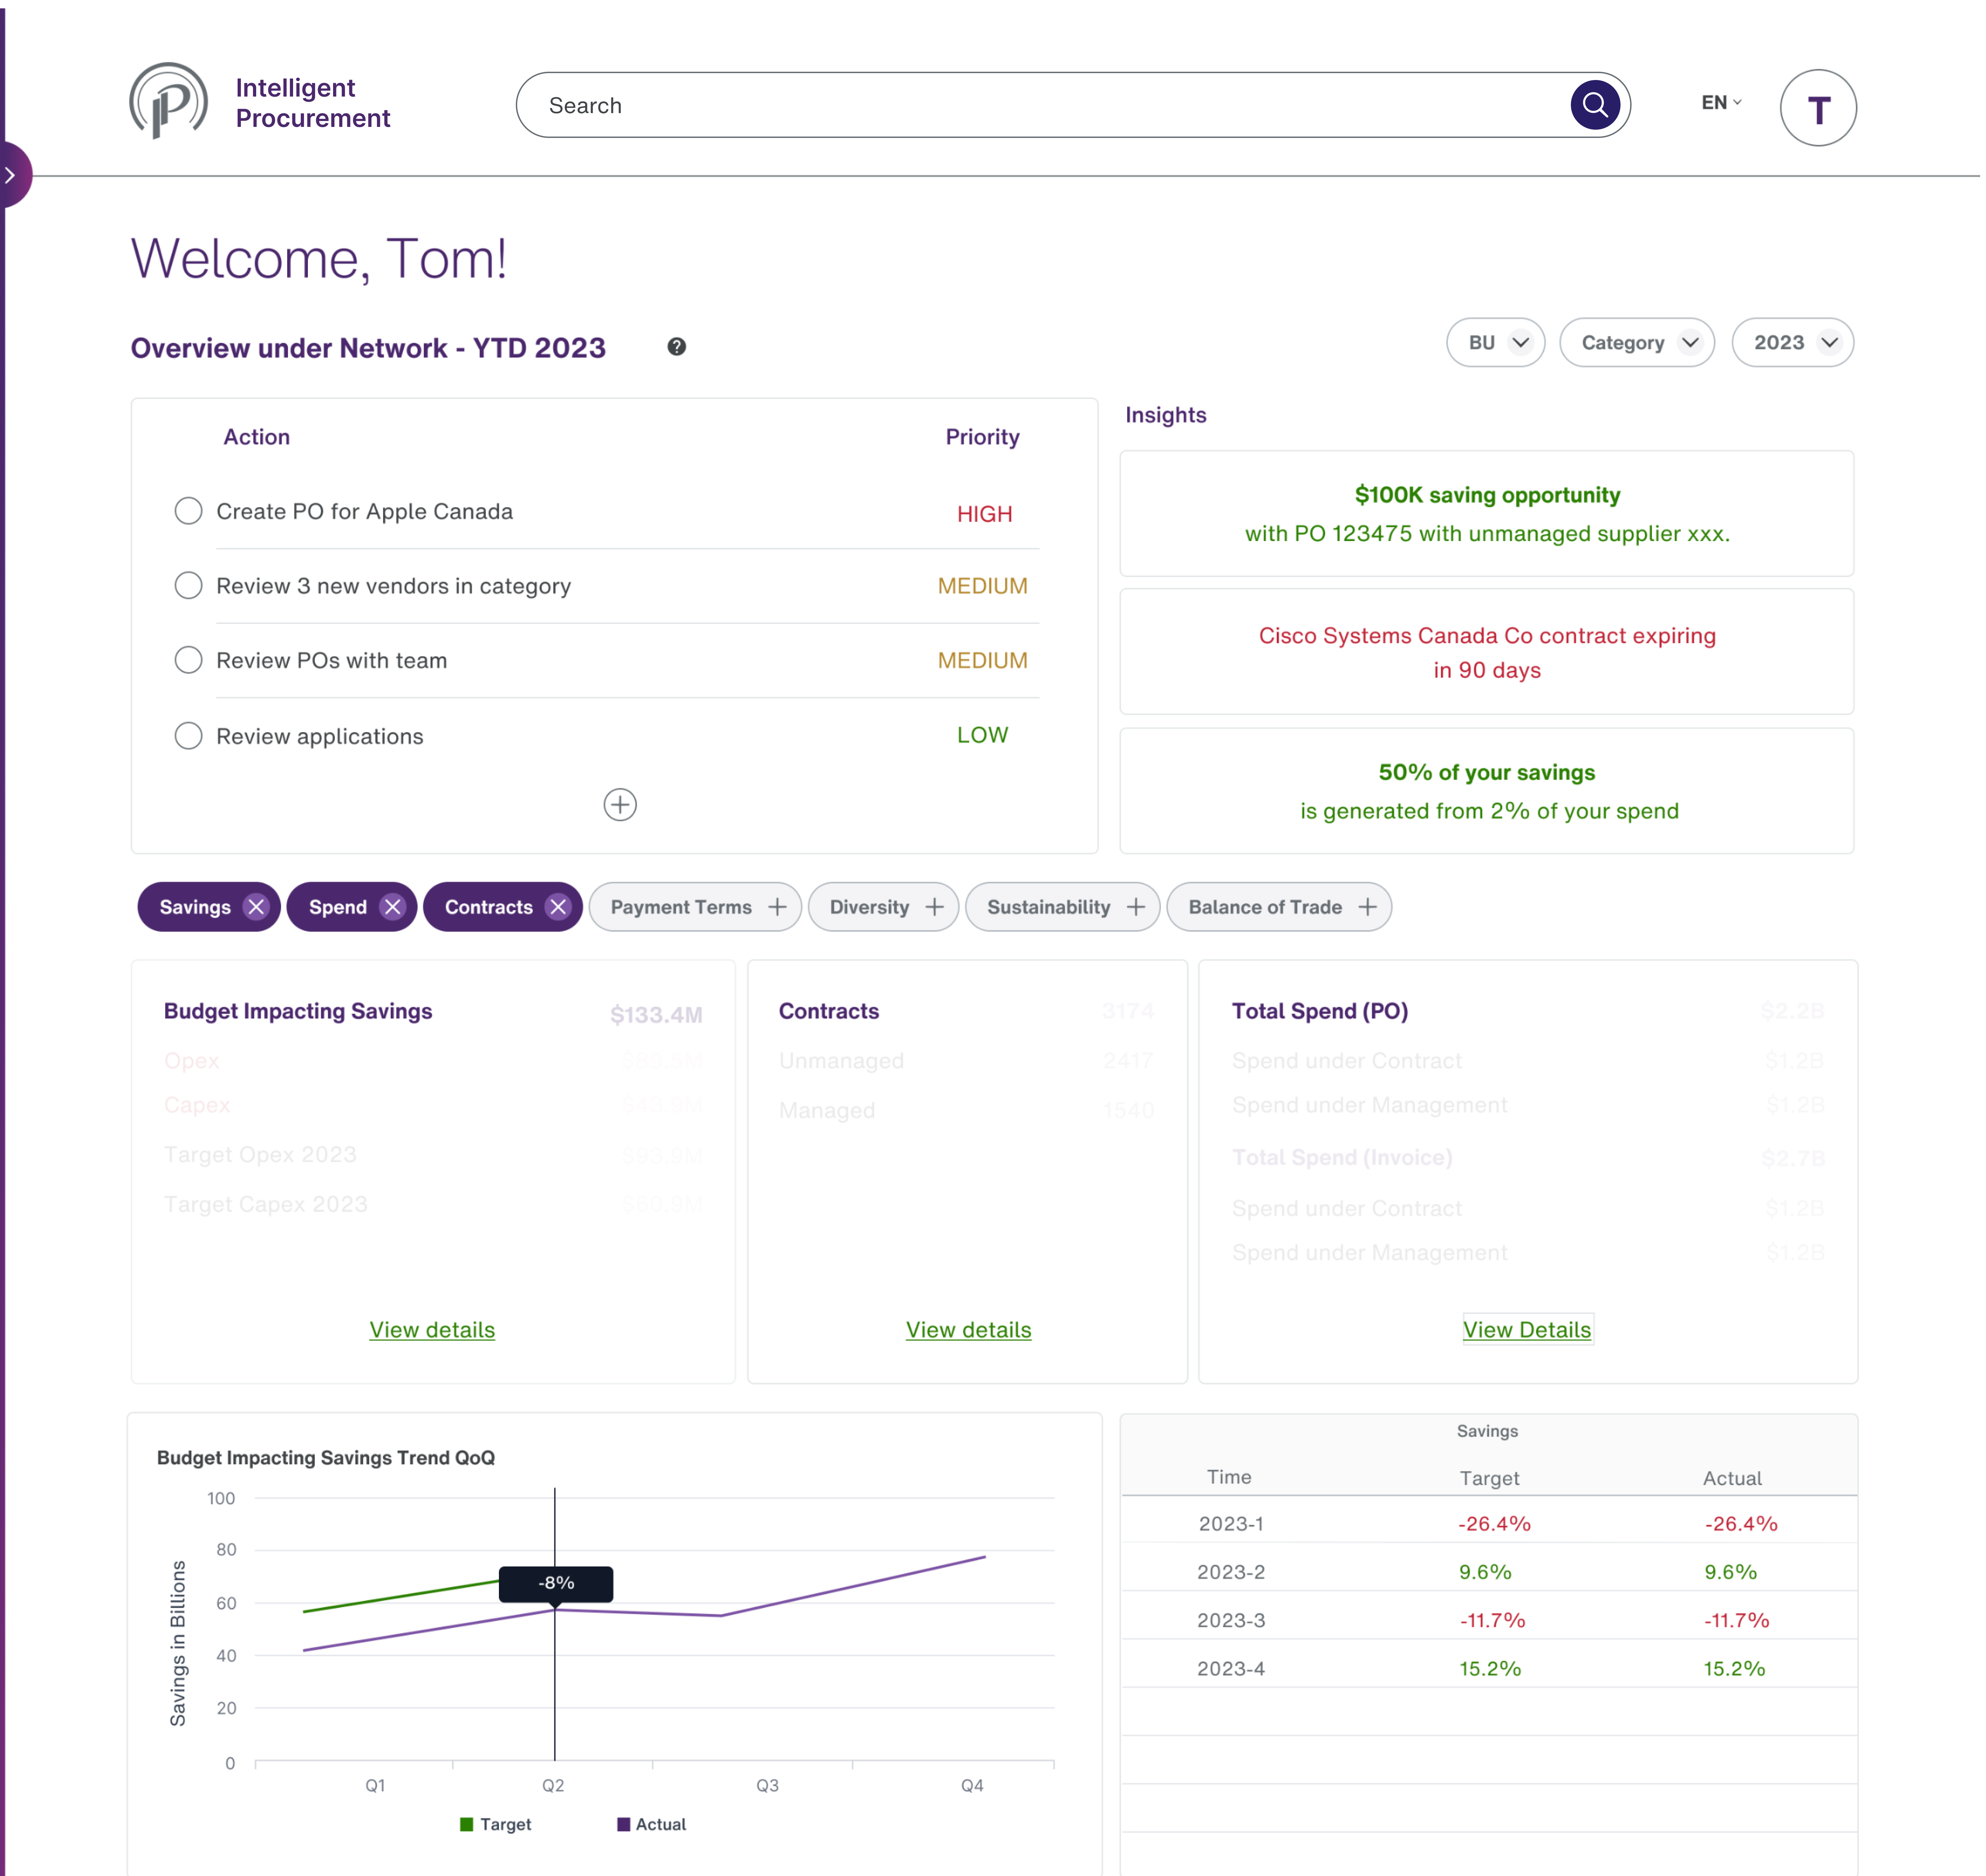 Intelligent
Procurement
Search
EN
T
Welcome, Tom!
Overview under Network - YTD 2023
?
BU
Category
2023
Action
Priority
Create PO for Apple Canada
HIGH
Review 3 new vendors in category
MEDIUM
Review POs with team
MEDIUM
Review applications
LOW
Insights
$100K saving opportunity
with PO 123475 with unmanaged supplier xxx.
Cisco Systems Canada Co contract expiring
in 90 days
50% of your savings
is generated from 2% of your spend
Savings
Spend
Contracts
Payment Terms
Diversity
Sustainability
Balance of Trade
Budget Impacting Savings
$133.4M
Opex
Capex
Target Opex 2023
Target Capex 2023
$60.9M
View details
Contracts
3174
Unmanaged
2417
Managed
1540
View details
Total Spend (PO)
$2.2B
Spend under Contract
$1.2B
Spend under Management
$1.2B
Total Spend (Invoice)
$2.7B
Spend under Contract
$1.2B
Spend under Management
$1.2B
View Details
Budget Impacting Savings Trend QoQ
Savings in Billions
100
80
60
40
20
0
-8%
Q1
Q2
Q3
Q4
Target
Actual
Savings
Time
Target
Actual
2023-1
-26.4%
-26.4%
2023-2
9.6%
9.6%
2023-3
-11.7%
-11.7%
2023-4
15.2%
15.2%